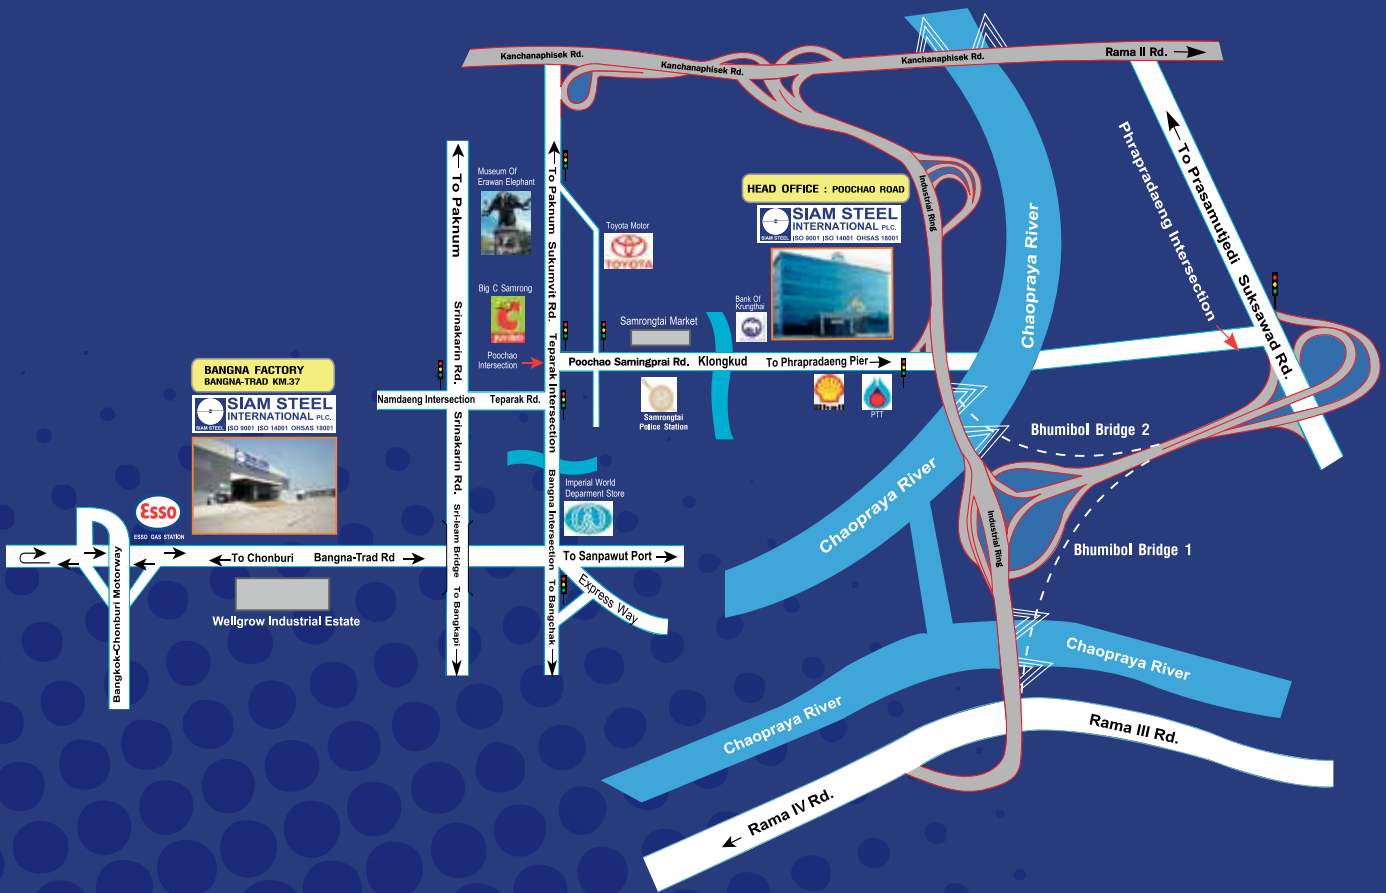 Kanchanaphisek Rd.
Kanchanaphisek Rd.
Kanchanaphisek Rd.
Rama II Rd.
Phrapradaeng Intersection
To Prasamutjedi Suksawad Rd.
Industrial Ring
Chaopraya River
HEAD OFFICE : POOCHAO ROAD
SIAM STEEL
INTERNATIONAL PLC.
SIAM STEEL ISO 9001 ISO 14001 OHSAS 18001
Museum Of
Erawan Elephant
To Paknum Srinakarin Rd. Srinakarin Rd. Sri-leam Bridge To Bangkapi
To Paknum Sukumvit Rd. Teparak Intersection Bangna Intersection To Bangchak
Toyota Motor
TOYOTA
Big C Samrong
C
Bank Of
Krungthai
Samrongtai Market
Poochao
Intersection
Poochao Samingprai Rd. Klongkud To Phrapradaeng Pier
Shell
PTT
Samrongtai
Police Station
Namdaeng Intersection Teparak Rd.
BANGNA FACTORY
BANGNA-TRAD KM.37
SIAM STEEL
INTERNATIONAL PLC.
SIAM STEEL ISO 9001 ISO 14001 OHSAS 18001
Esso
ESSO GAS STATION
Imperial World
Deparment Store
To Chonburi Bangna-Trad Rd
To Sanpawut Port
Express Way
Bangkok-Chonburi Motorway
Wellgrow Industrial Estate
Bhumibol Bridge 2
Chaopraya River
Industrial Ring
Bhumibol Bridge 1
Chaopraya River
Chaopraya River
Rama III Rd.
Rama IV Rd.